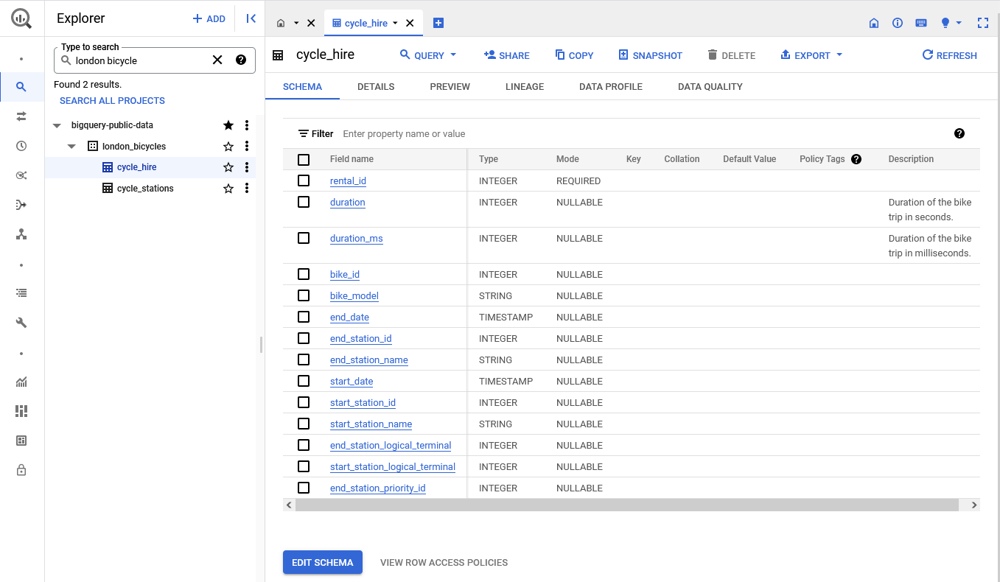 Explorer
ADD
Type to search
london bicycle
Found 2 results.
SEARCH ALL PROJECTS
bigquery-public-data
london_bicycles
cycle_hire
cycle_stations
cycle_hire
cycle_hire
QUERY
SHARE
COPY
SNAPSHOT
DELETE
EXPORT
REFRESH
SCHEMA DETAILS PREVIEW LINEAGE DATA PROFILE DATA QUALITY
Filter Enter property name or value
Field name Type Mode Key Collation Default Value Policy Tags Description
rental_id INTEGER REQUIRED
duration INTEGER NULLABLE Duration of the bike
trip in seconds.
duration_ms INTEGER NULLABLE Duration of the bike
trip in milliseconds.
bike_id INTEGER NULLABLE
bike_model STRING NULLABLE
end_date TIMESTAMP NULLABLE
end_station_id INTEGER NULLABLE
end_station_name STRING NULLABLE
start_date TIMESTAMP NULLABLE
start_station_id INTEGER NULLABLE
start_station_name STRING NULLABLE
end_station_logical_terminal INTEGER NULLABLE
start_station_logical_terminal INTEGER NULLABLE
end_station_priority_id INTEGER NULLABLE
EDIT SCHEMA VIEW ROW ACCESS POLICIES